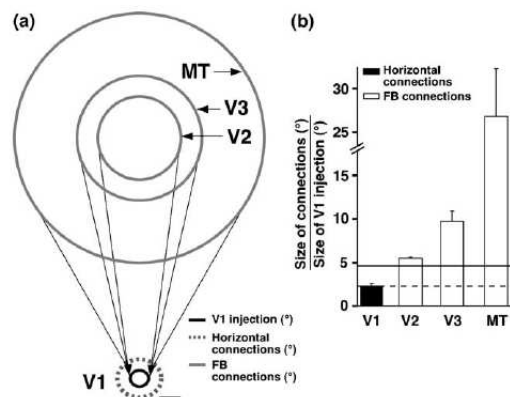 (a)
MT
V3
V2
V1
V1 injection (°)
Horizontal
connections (°)
FB
connections (°)
(b)
Horizontal
connections
FB connections
Size of connections (°)
Size of V1 injection (°)
30
25
10
5
0
V1 V2 V3 MT